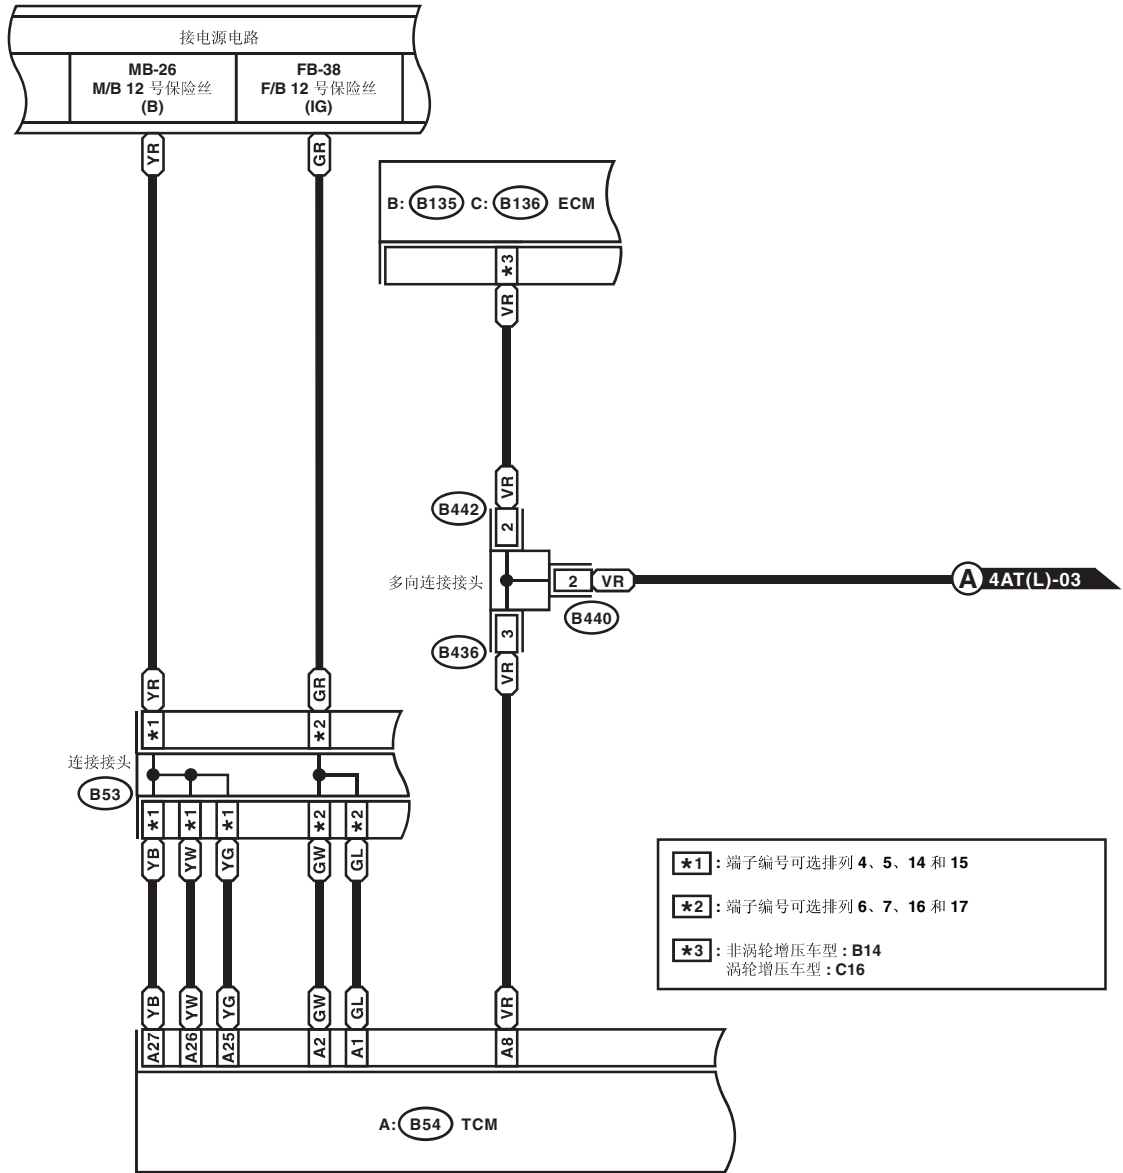 接电源电路
MB-26
M/B 12 号保险丝
(B)
FB-38
F/B 12 号保险丝
(IG)
YR
GR
B: B135 C: B136 ECM
*3
VR
VR
B442
2
多向连接接头
2 VR
A 4AT(L)-03
B440
3
B436
VR
YR
GR
*1
*2
连接接头
B53
*1 *1 *1 *2 *2
YB YW YG GW GL
*1 : 端子编号可选排列 4、5、14 和 15
*2 : 端子编号可选排列 6、7、16 和 17
*3 : 非涡轮增压车型 : B14
涡轮增压车型 : C16
YB YW YG GW GL VR
A27 A26 A25 A2 A1 A8
A: B54 TCM